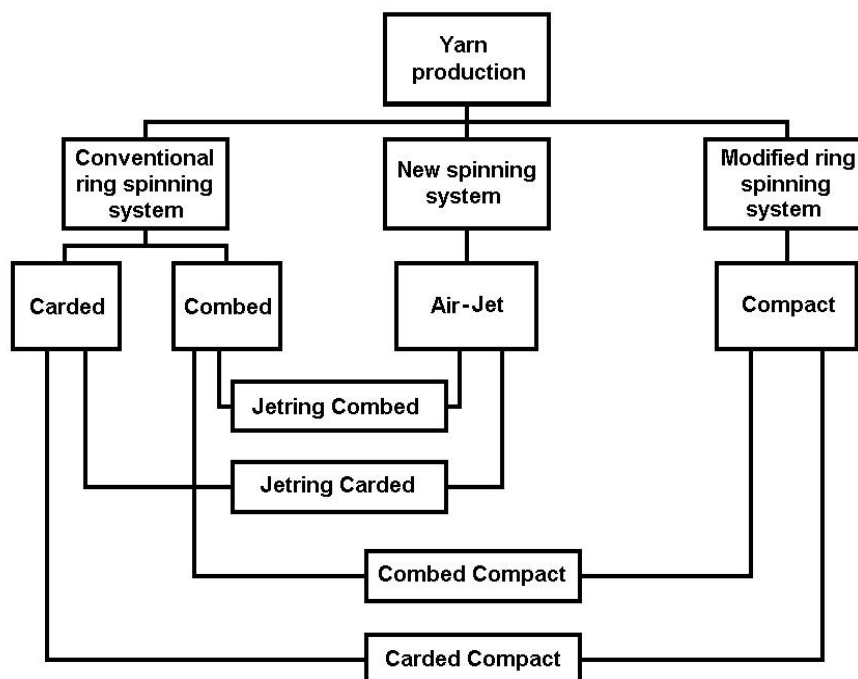 Yarn
production
Conventional
ring spinning
system
New spinning
system
Modified ring
spinning
system
Carded
Combed
Air-Jet
Compact
Jetring Combed
Jetring Carded
Combed Compact
Carded Compact